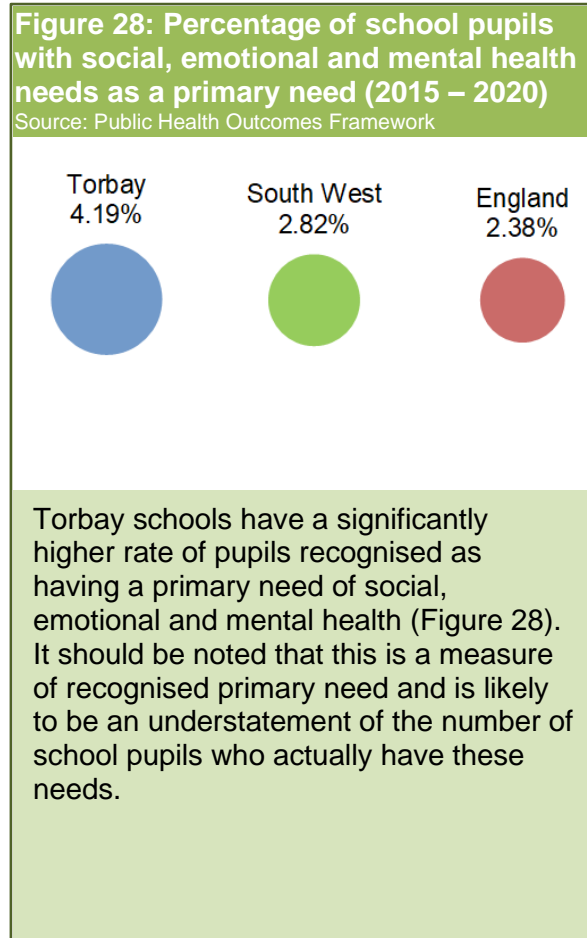 Figure 28: Percentage of school pupils
with social, emotional and mental health
needs as a primary need (2015 – 2020)
Source: Public Health Outcomes Framework
Torbay
4.19%
South West
2.82%
England
2.38%
Torbay schools have a significantly
higher rate of pupils recognised as
having a primary need of social,
emotional and mental health (Figure 28).
It should be noted that this is a measure
of recognised primary need and is likely
to be an understatement of the number of
school pupils who actually have these
needs.